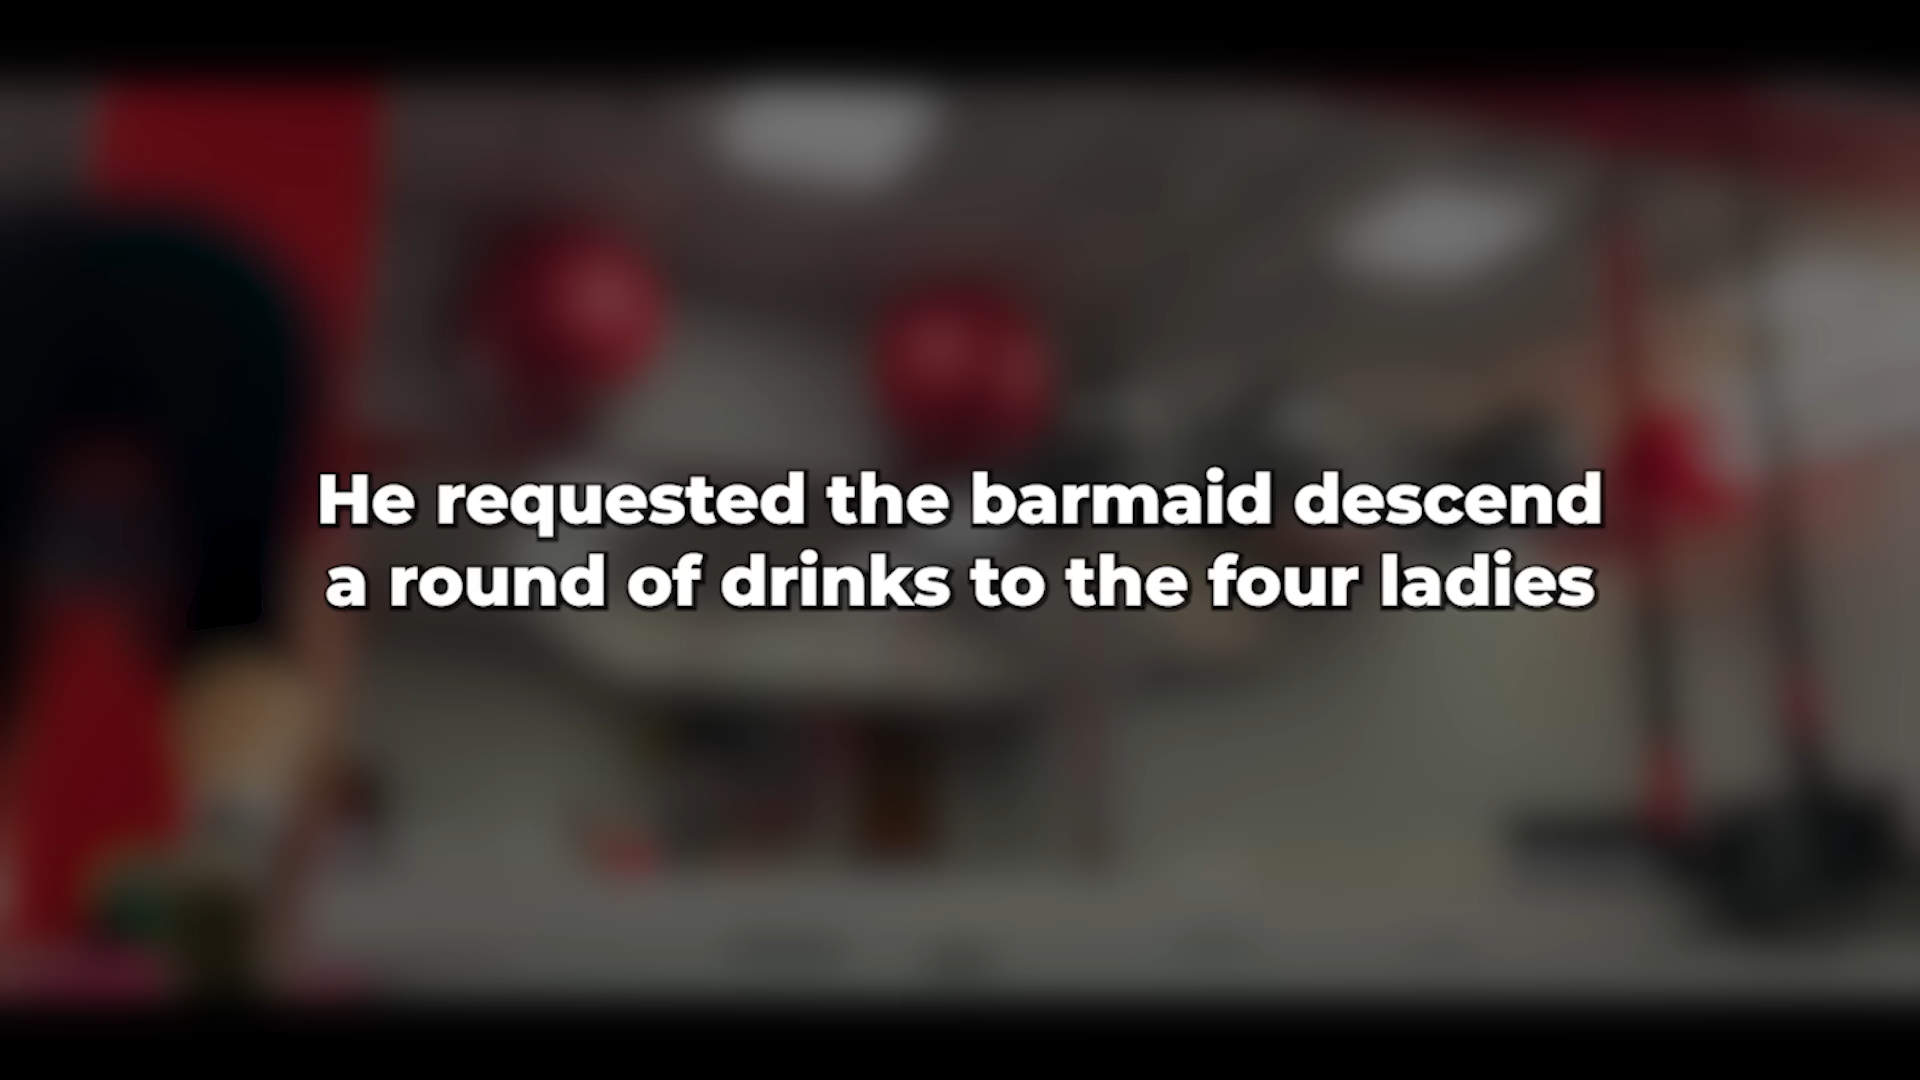 He requested the barmaid descend
a round of drinks to the four ladies